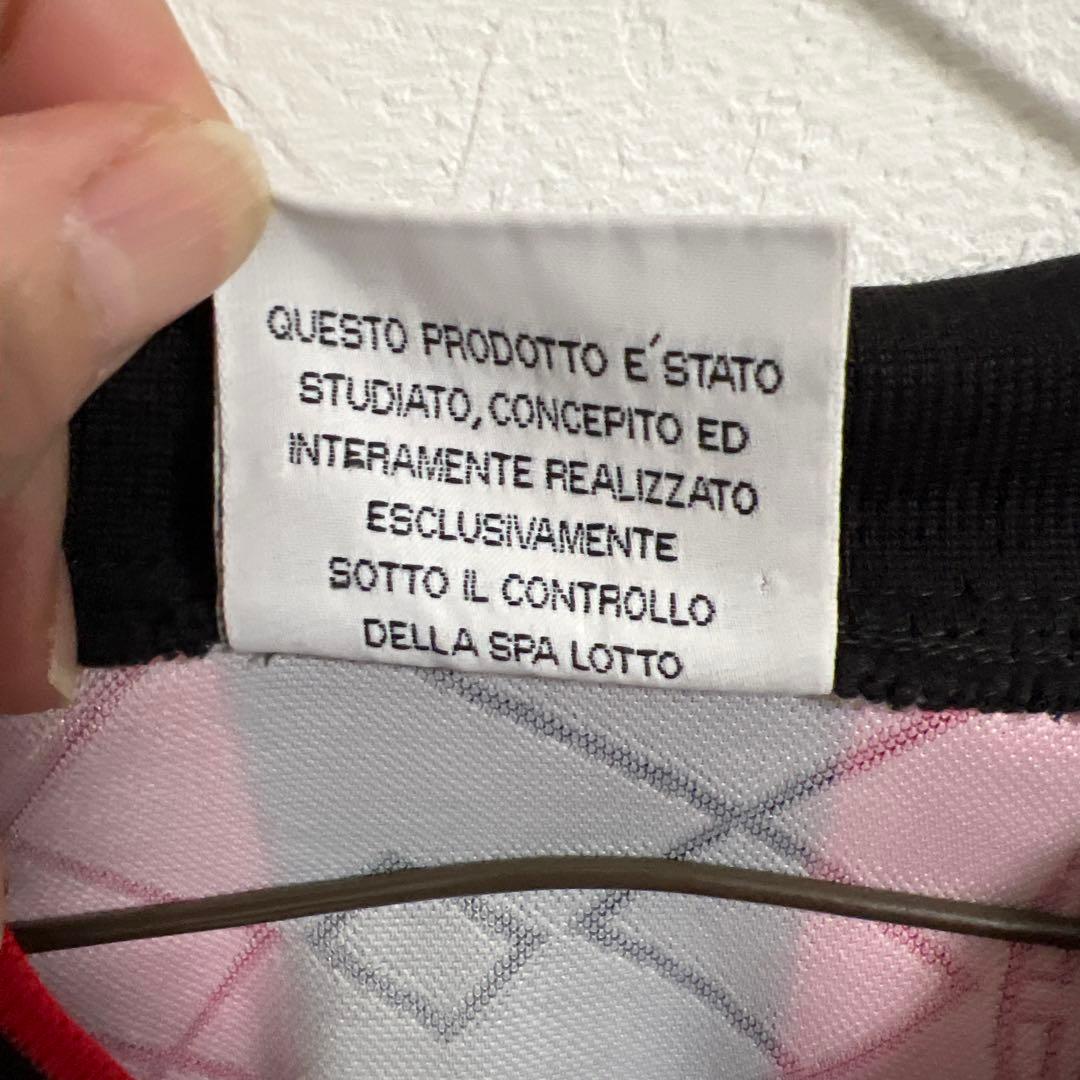 QUESTO PRODOTTO E´STATO
STUDIATO, CONCEPITO ED
INTERAMENTE REALIZZATO
ESCLUSIVAMENTE
SOTTO IL CONTROLLO
DELLA SPA LOTTO